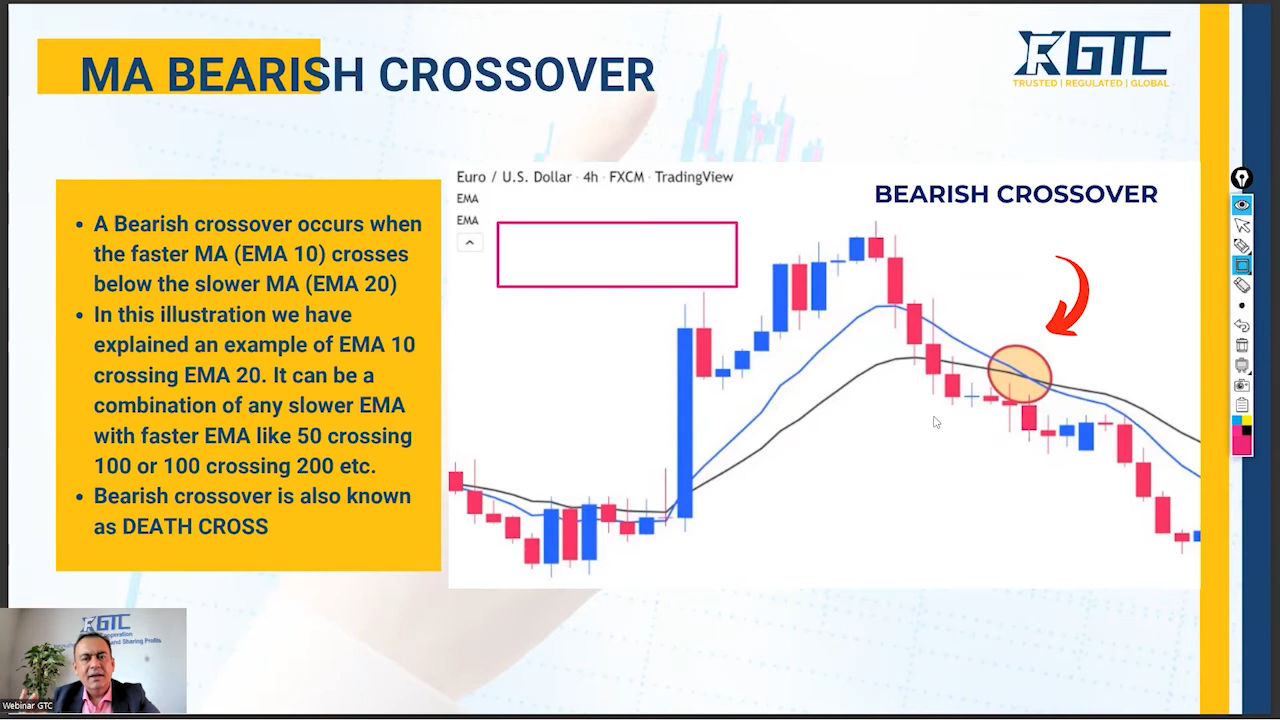 MA BEARISH CROSSOVER
GTC
TRUSTED | REGULATED | GLOBAL
• A Bearish crossover occurs when
the faster MA (EMA 10) crosses
below the slower MA (EMA 20)
• In this illustration we have
explained an example of EMA 10
crossing EMA 20. It can be a
combination of any slower EMA
with faster EMA like 50 crossing
100 or 100 crossing 200 etc.
• Bearish crossover is also known
as DEATH CROSS
Euro / U.S. Dollar · 4h · FXCM · TradingView
EMA
EMA
BEARISH CROSSOVER
GTC
and Sharing Profits
Webinar GTC